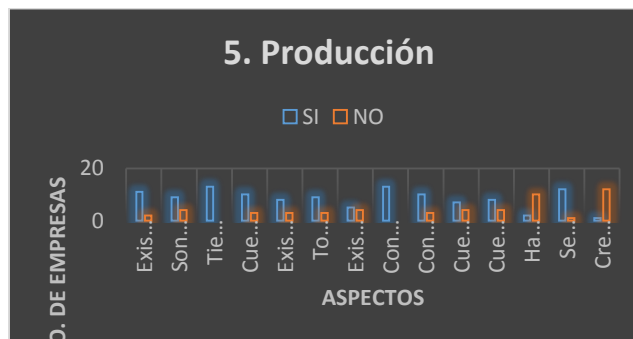 5. Producción
SI NO
20
0
O. DE EMPRESAS
Exis...
Son...
Tie...
Cue...
Exis...
To...
Exis...
Con...
Con...
Cue...
Cue...
Ha...
Se...
Cre...
ASPECTOS